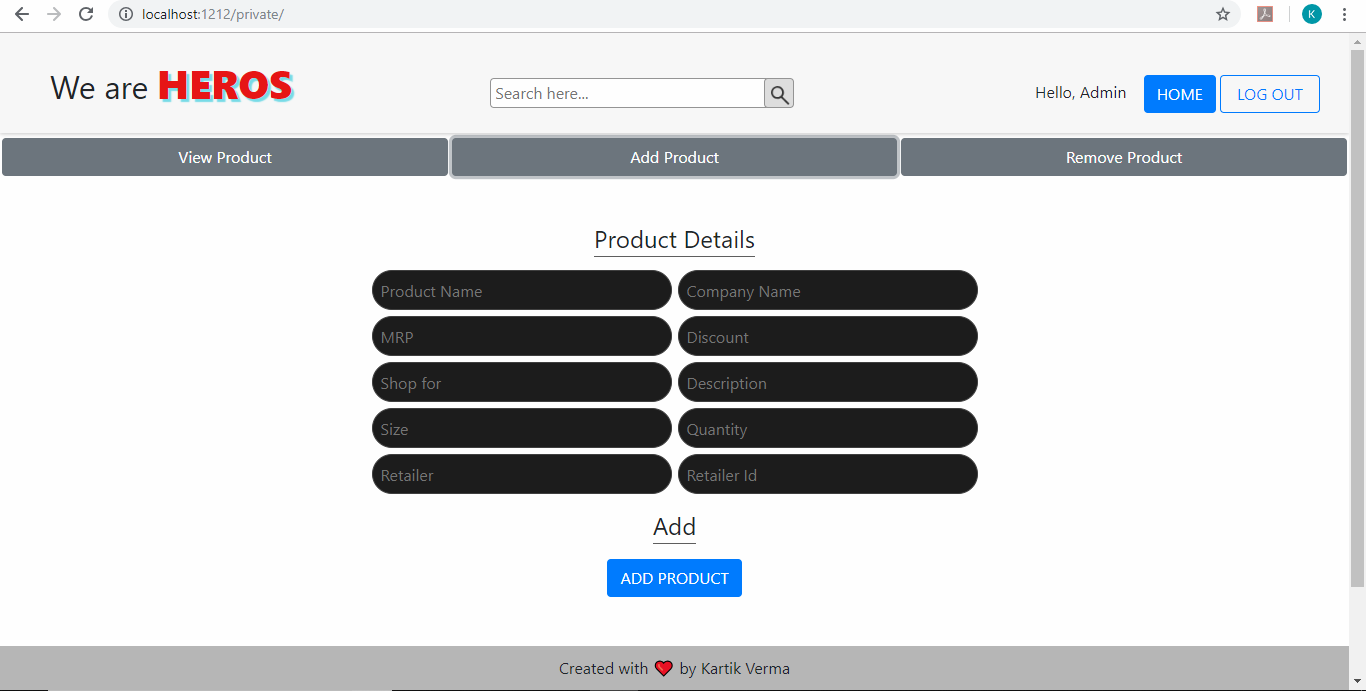 localhost:1212/private/
K
We are HEROS
Search here...
Hello, Admin
HOME
LOG OUT
View Product
Add Product
Remove Product
Product Details
Product Name
Company Name
MRP
Discount
Shop for
Description
Size
Quantity
Retailer
Retailer Id
Add
ADD PRODUCT
Created with ❤ by Kartik Verma